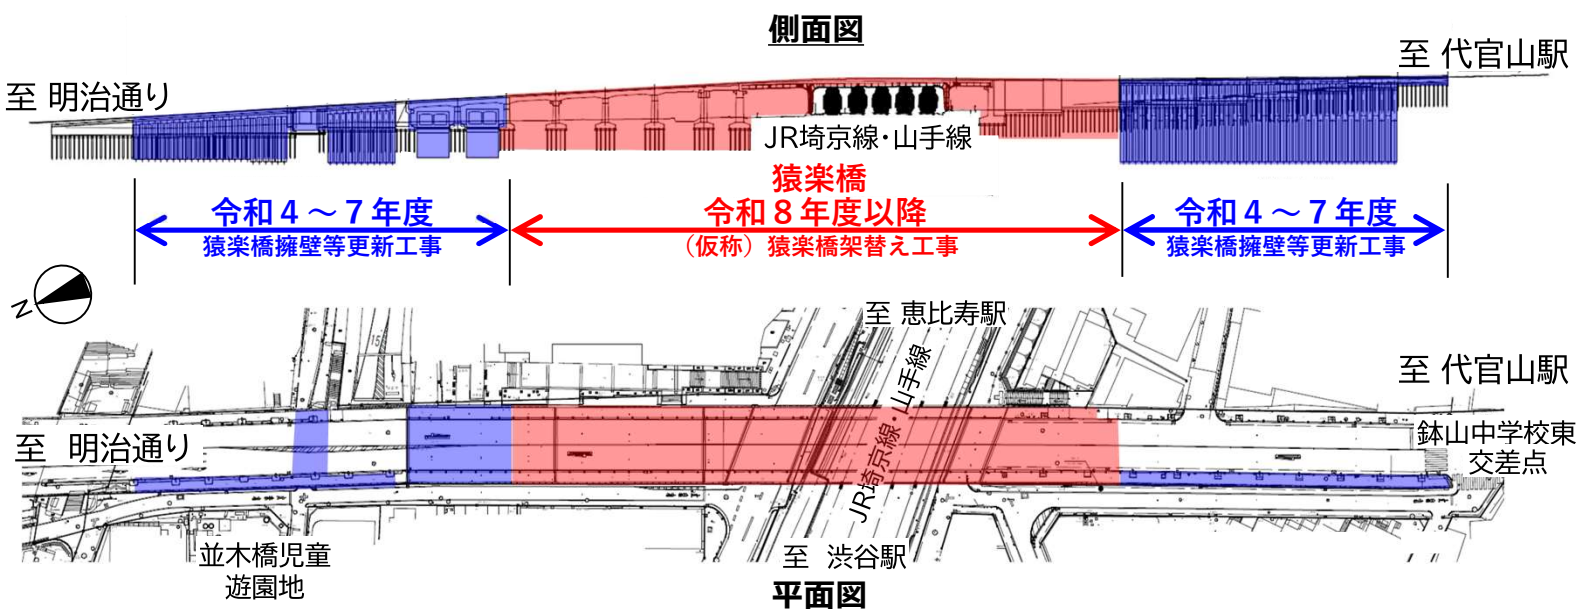 側面図
至 代官山駅
至 明治通り
JR埼京線・山手線
猿楽橋
令和４～７年度
令和８年度以降
令和４～７年度
猿楽橋擁壁等更新工事
（仮称）猿楽橋架替え工事
猿楽橋擁壁等更新工事
N
至 恵比寿駅
15
至 代官山駅
至 明治通り
JR埼京線・山手線
鉢山中学校東
交差点
並木橋児童
遊園地
至 渋谷駅
平面図